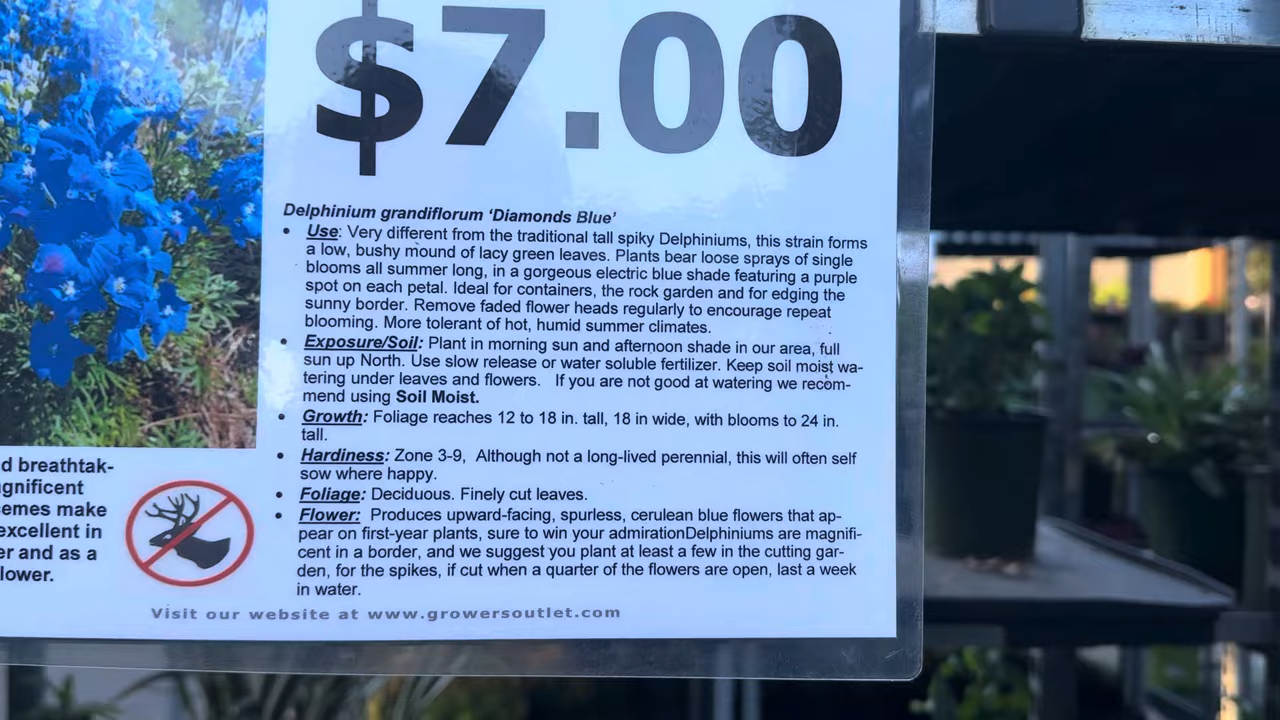 $7.00
Delphinium grandiflorum ‘Diamonds Blue’
• Use: Very different from the traditional tall spiky Delphiniums, this strain forms
a low, bushy mound of lacy green leaves. Plants bear loose sprays of single
blooms all summer long, in a gorgeous electric blue shade featuring a purple
spot on each petal. Ideal for containers, the rock garden and for edging the
sunny border. Remove faded flower heads regularly to encourage repeat
blooming. More tolerant of hot, humid summer climates.
• Exposure/Soil: Plant in morning sun and afternoon shade in our area, full
sun up North. Use slow release or water soluble fertilizer. Keep soil moist wa-
tering under leaves and flowers. If you are not good at watering we recom-
mend using Soil Moist.
• Growth: Foliage reaches 12 to 18 in. tall, 18 in wide, with blooms to 24 in.
tall.
• Hardiness: Zone 3-9, Although not a long-lived perennial, this will often self
sow where happy.
• Foliage: Deciduous. Finely cut leaves.
• Flower: Produces upward-facing, spurless, cerulean blue flowers that ap-
pear on first-year plants, sure to win your admirationDelphiniums are magnifi-
cent in a border, and we suggest you plant at least a few in the cutting gar-
den, for the spikes, if cut when a quarter of the flowers are open, last a week
in water.
d breathtak-
gnificent
cemes make
excellent in
er and as a
lower.
Visit our website at www.growersoutlet.com